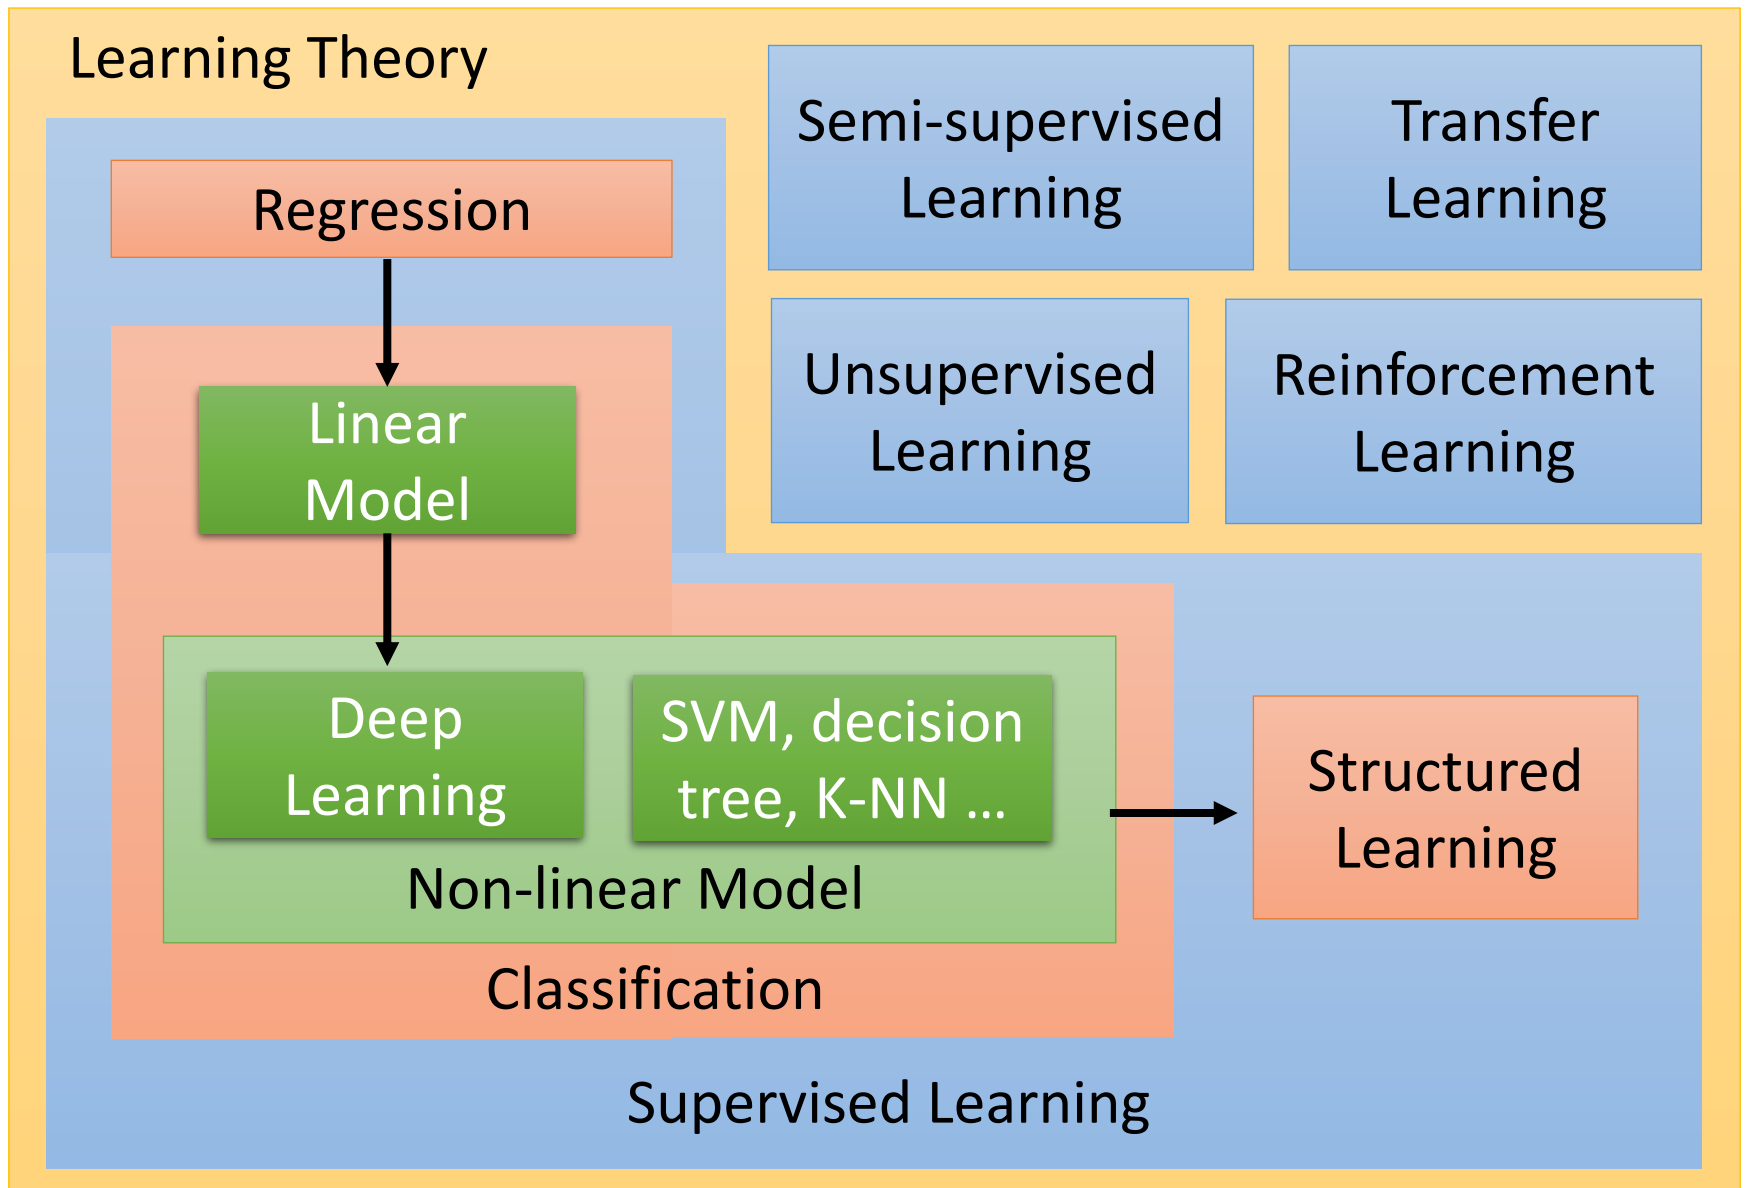 Learning Theory
Regression
Linear
Model
Deep
Learning
SVM, decision
tree, K-NN ...
Non-linear Model
Classification
Structured
Learning
Supervised Learning
Semi-supervised
Learning
Transfer
Learning
Unsupervised
Learning
Reinforcement
Learning